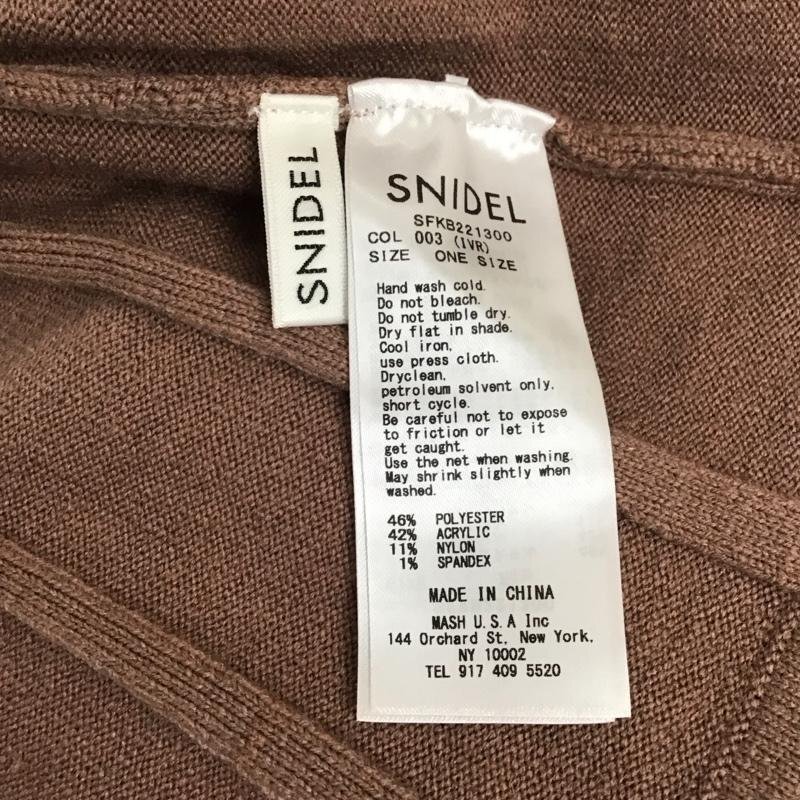 SNIDEL
SNIDEL
SFKB221300
COL 003 (IVR)
SIZE ONE SIZE
Hand wash cold.
Do not bleach.
Do not tumble dry.
Dry flat in shade.
Cool iron,
use press cloth.
Dryclean,
petroleum solvent only,
short cycle.
Be careful not to expose
to friction or let it
get caught.
Use the net when washing.
May shrink slightly when
washed.
46% POLYESTER
42% ACRYLIC
11% NYLON
1% SPANDEX
MADE IN CHINA
MASH U.S.A Inc
144 Orchard St, New York,
NY 10002
TEL 917 409 5520